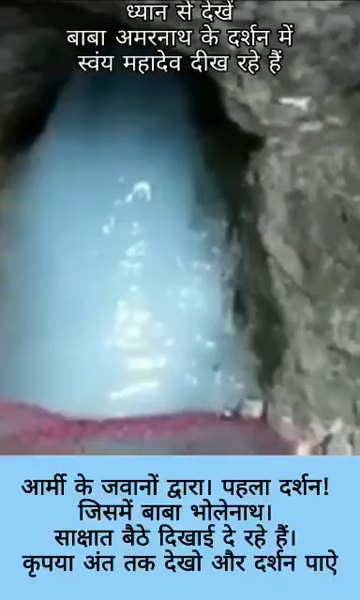 ध्यान से देखें
बाबा अमरनाथ के दर्शन में
स्वंय महादेव दीख रहे हैं
आर्मी के जवानों द्वारा। पहला दर्शन!
जिसमें बाबा भोलेनाथ।
साक्षात बैठे दिखाई दे रहे हैं।
कृपया अंत तक देखो और दर्शन पाऐ